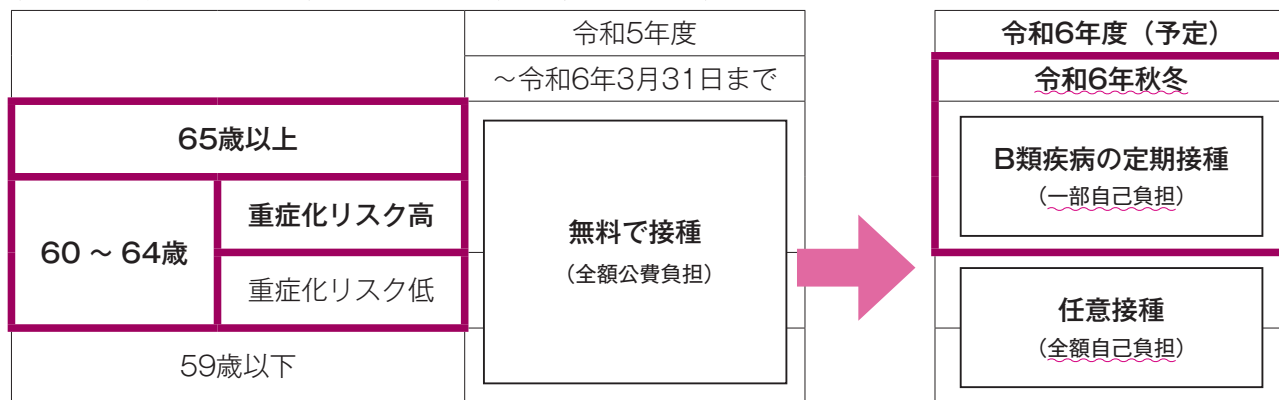 令和5年度
～令和6年3月31日まで
65歳以上
60～64歳
重症化リスク高
重症化リスク低
59歳以下
無料で接種
（全額公費負担）
令和6年度（予定）
令和6年秋冬
B類疾病の定期接種
（一部自己負担）
任意接種
（全額自己負担）